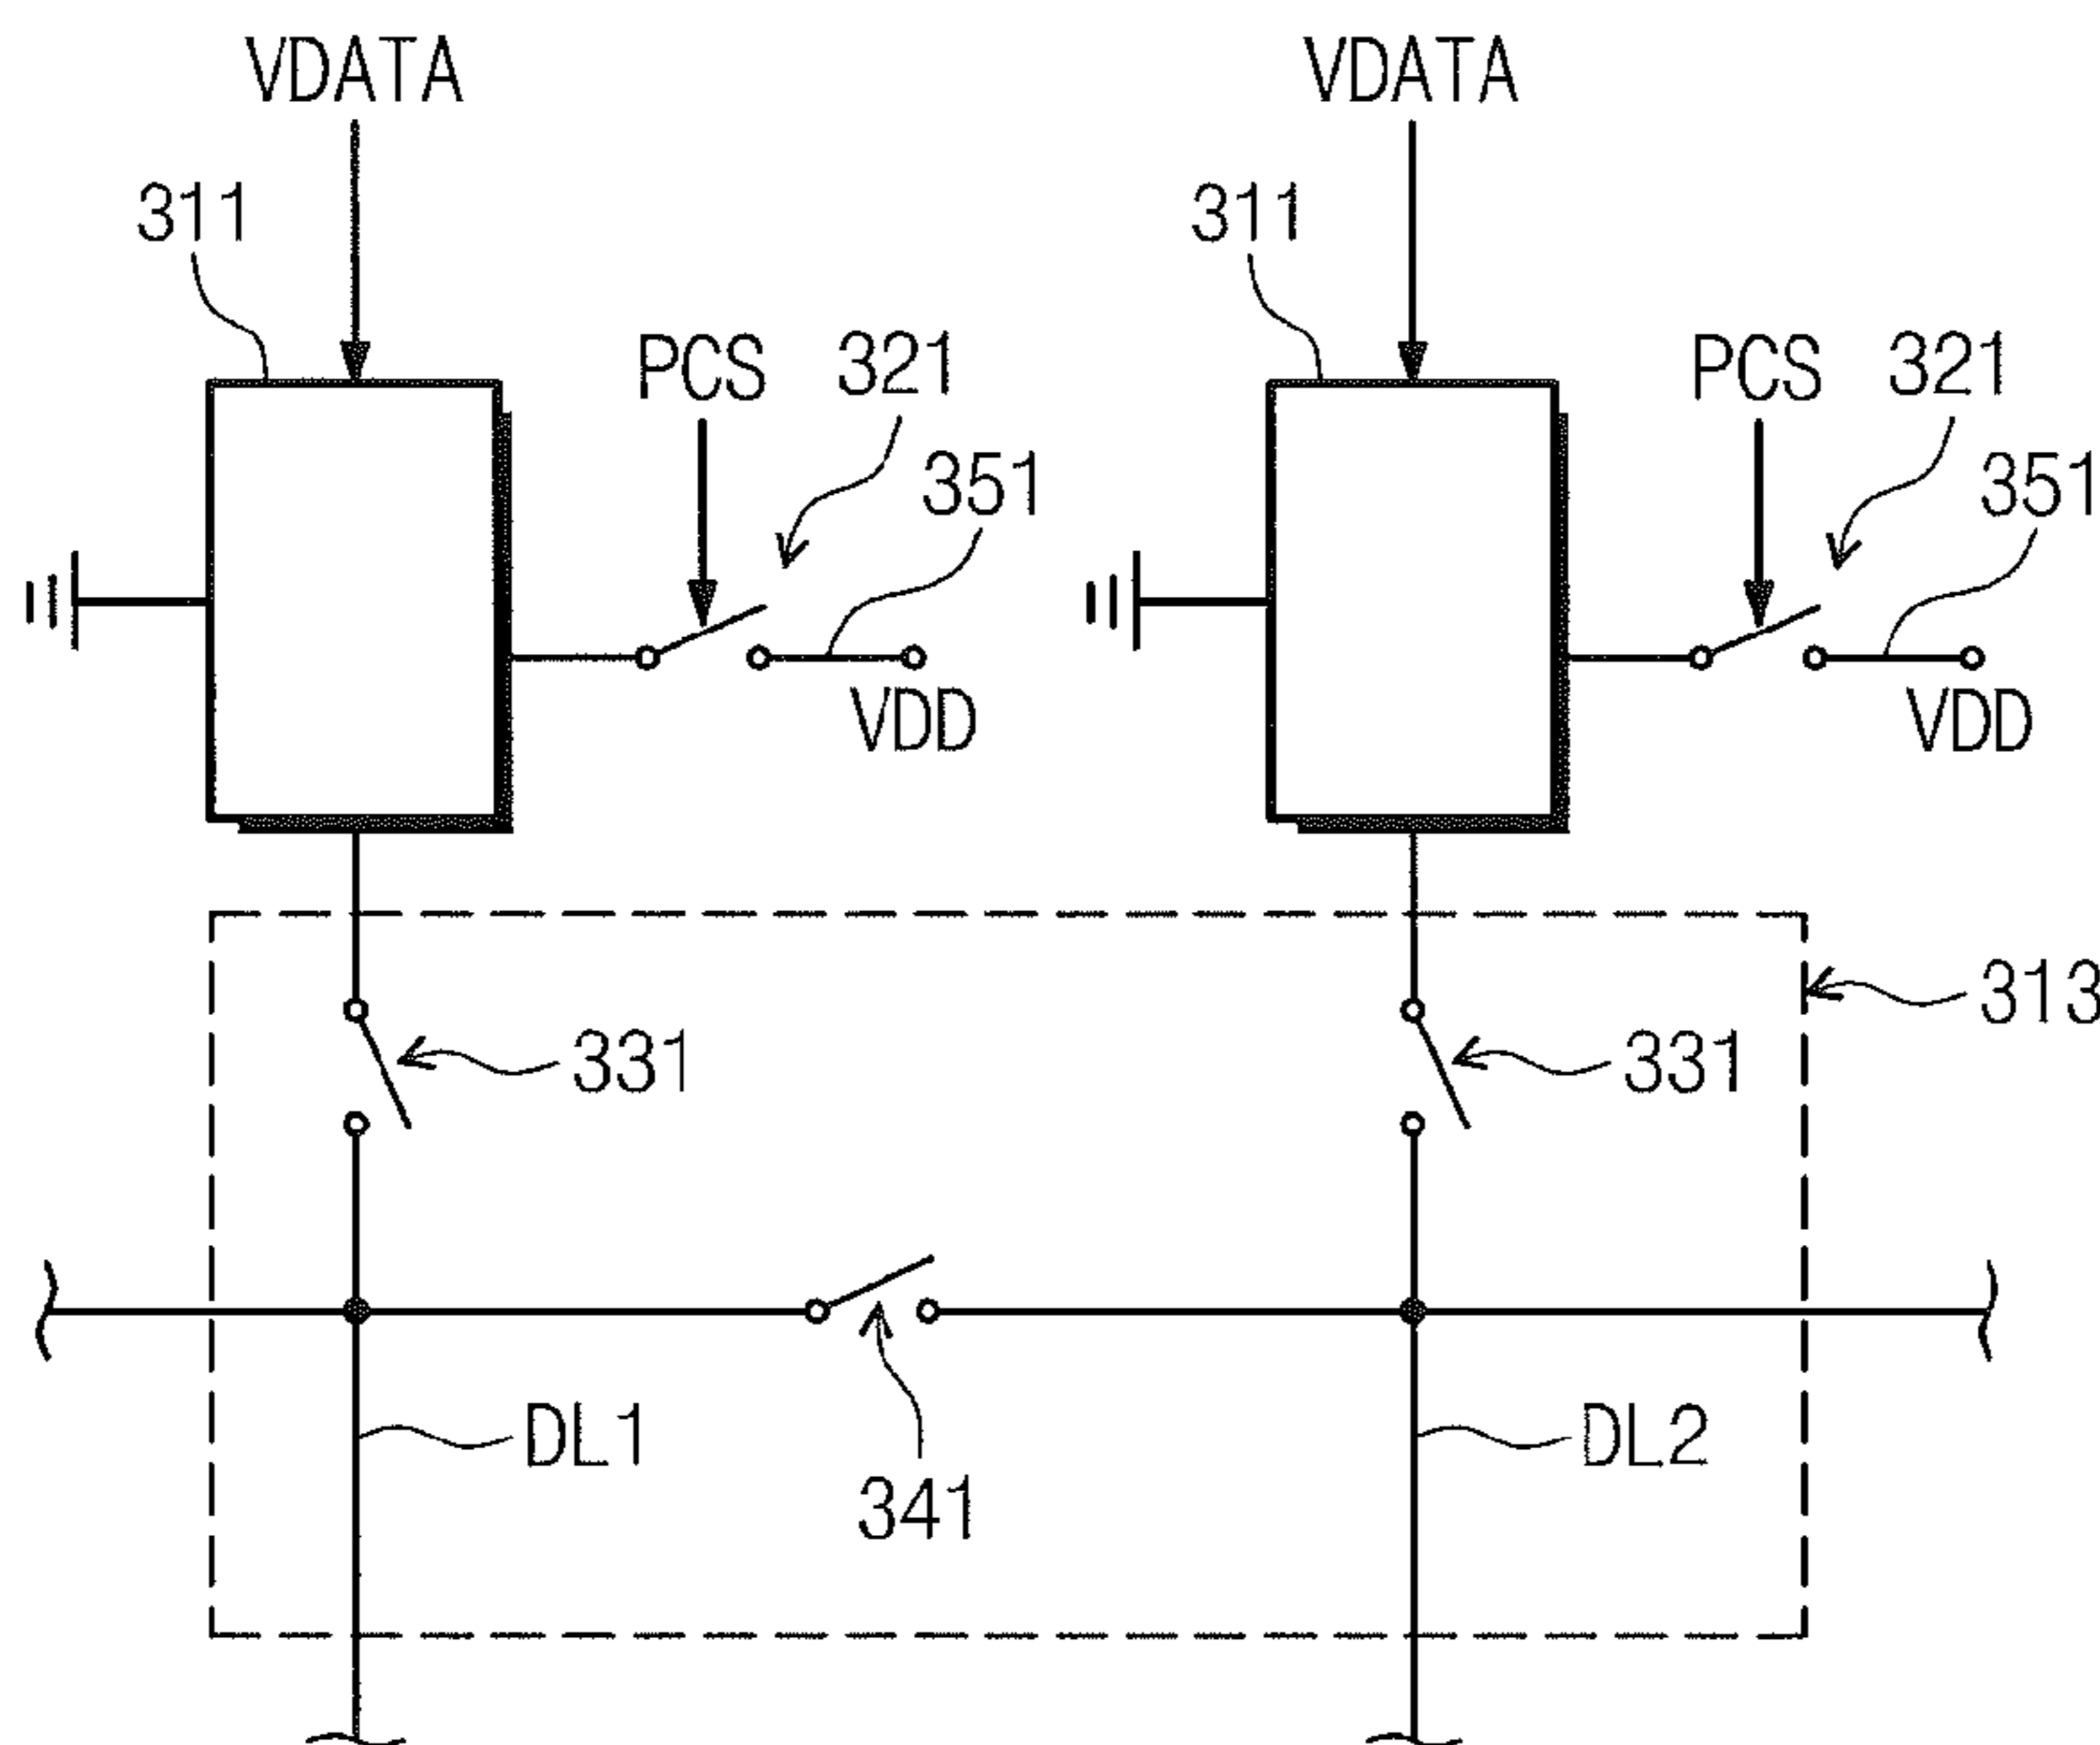 VDATA VDATA
311 311
PCS 321 PCS 321
351 351
VDD VDD
313
331 331
DL1 DL2
341